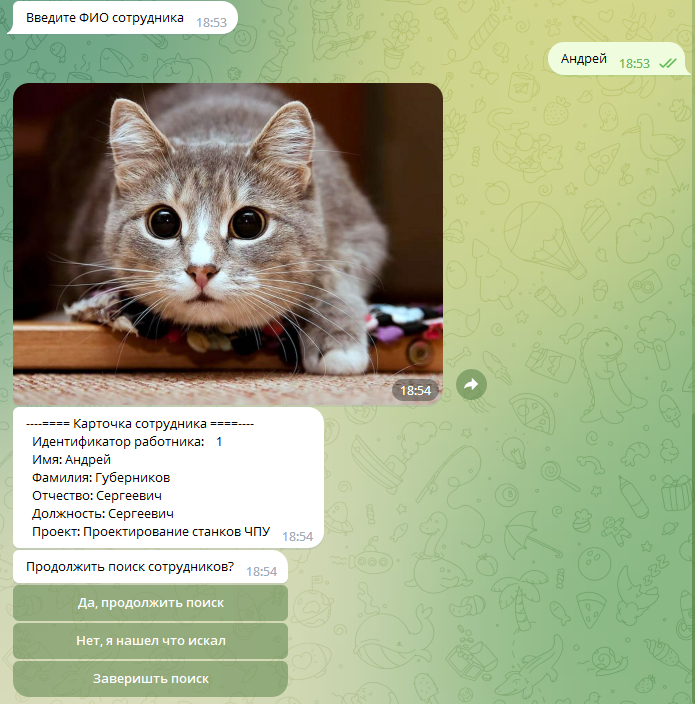 Введите ФИО сотрудника 18:53
Андрей 18:53
18:54
----==== Карточка сотрудника ====----
Идентификатор работника: 1
Имя: Андрей
Фамилия: Губерников
Отчество: Сергеевич
Должность: Сергеевич
Проект: Проектирование станков ЧПУ 18:54
Продолжить поиск сотрудников? 18:54
Да, продолжить поиск
Нет, я нашел что искал
Заверишть поиск